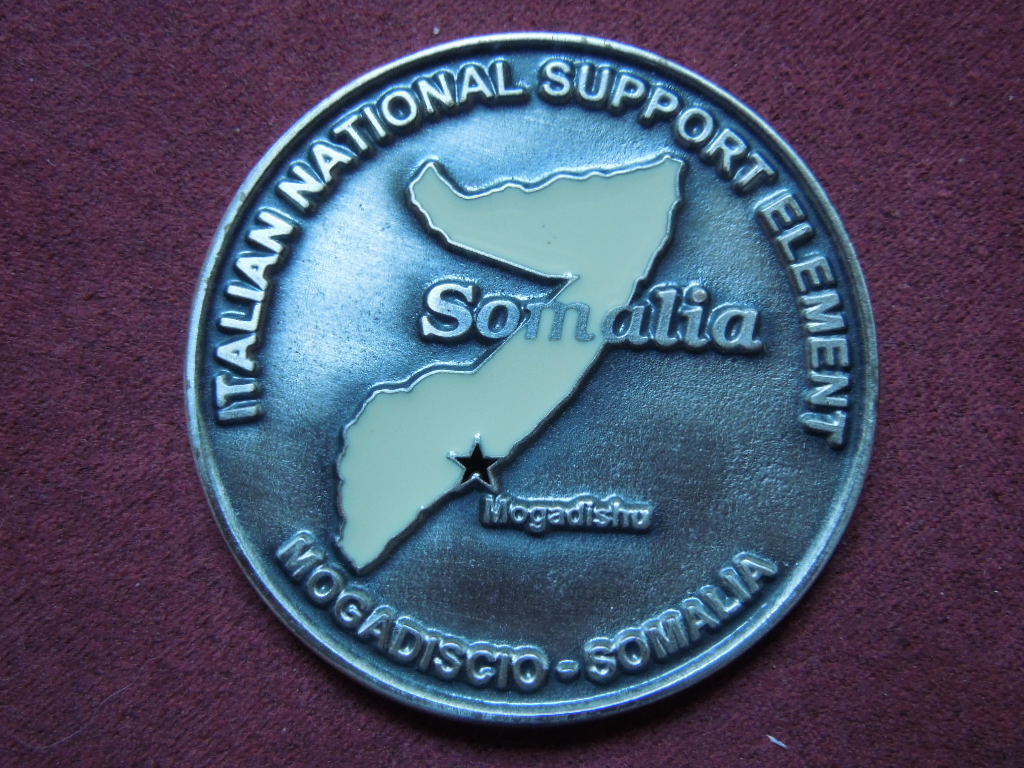 ITALIAN NATIONAL SUPPORT ELEMENT
Somalia
Mogadishu
MOGADISCIO - SOMALIA